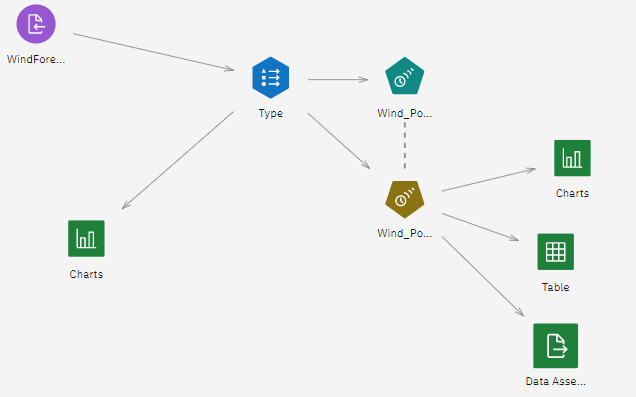 WindFore...
Type
Wind_Po...
Charts
Wind_Po...
Charts
Table
Data Asse...